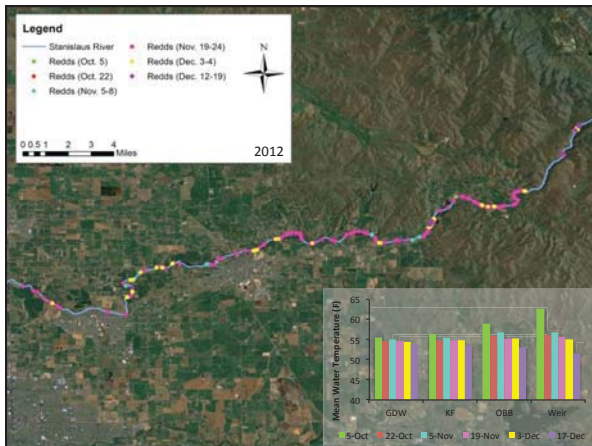 Legend
Stanislaus River
Redds (Oct. 5)
Redds (Oct. 22)
Redds (Nov. 5-8)
Redds (Nov. 19-24)
Redds (Dec. 3-4)
Redds (Dec. 12-19)
N
0 0.5 1 2 3 4
Miles
2012
Mean Water Temperature (F)
65
60
55
50
45
40
GDW KF OBB Weir
5-Oct 22-Oct 5-Nov 19-Nov 3-Dec 17-Dec